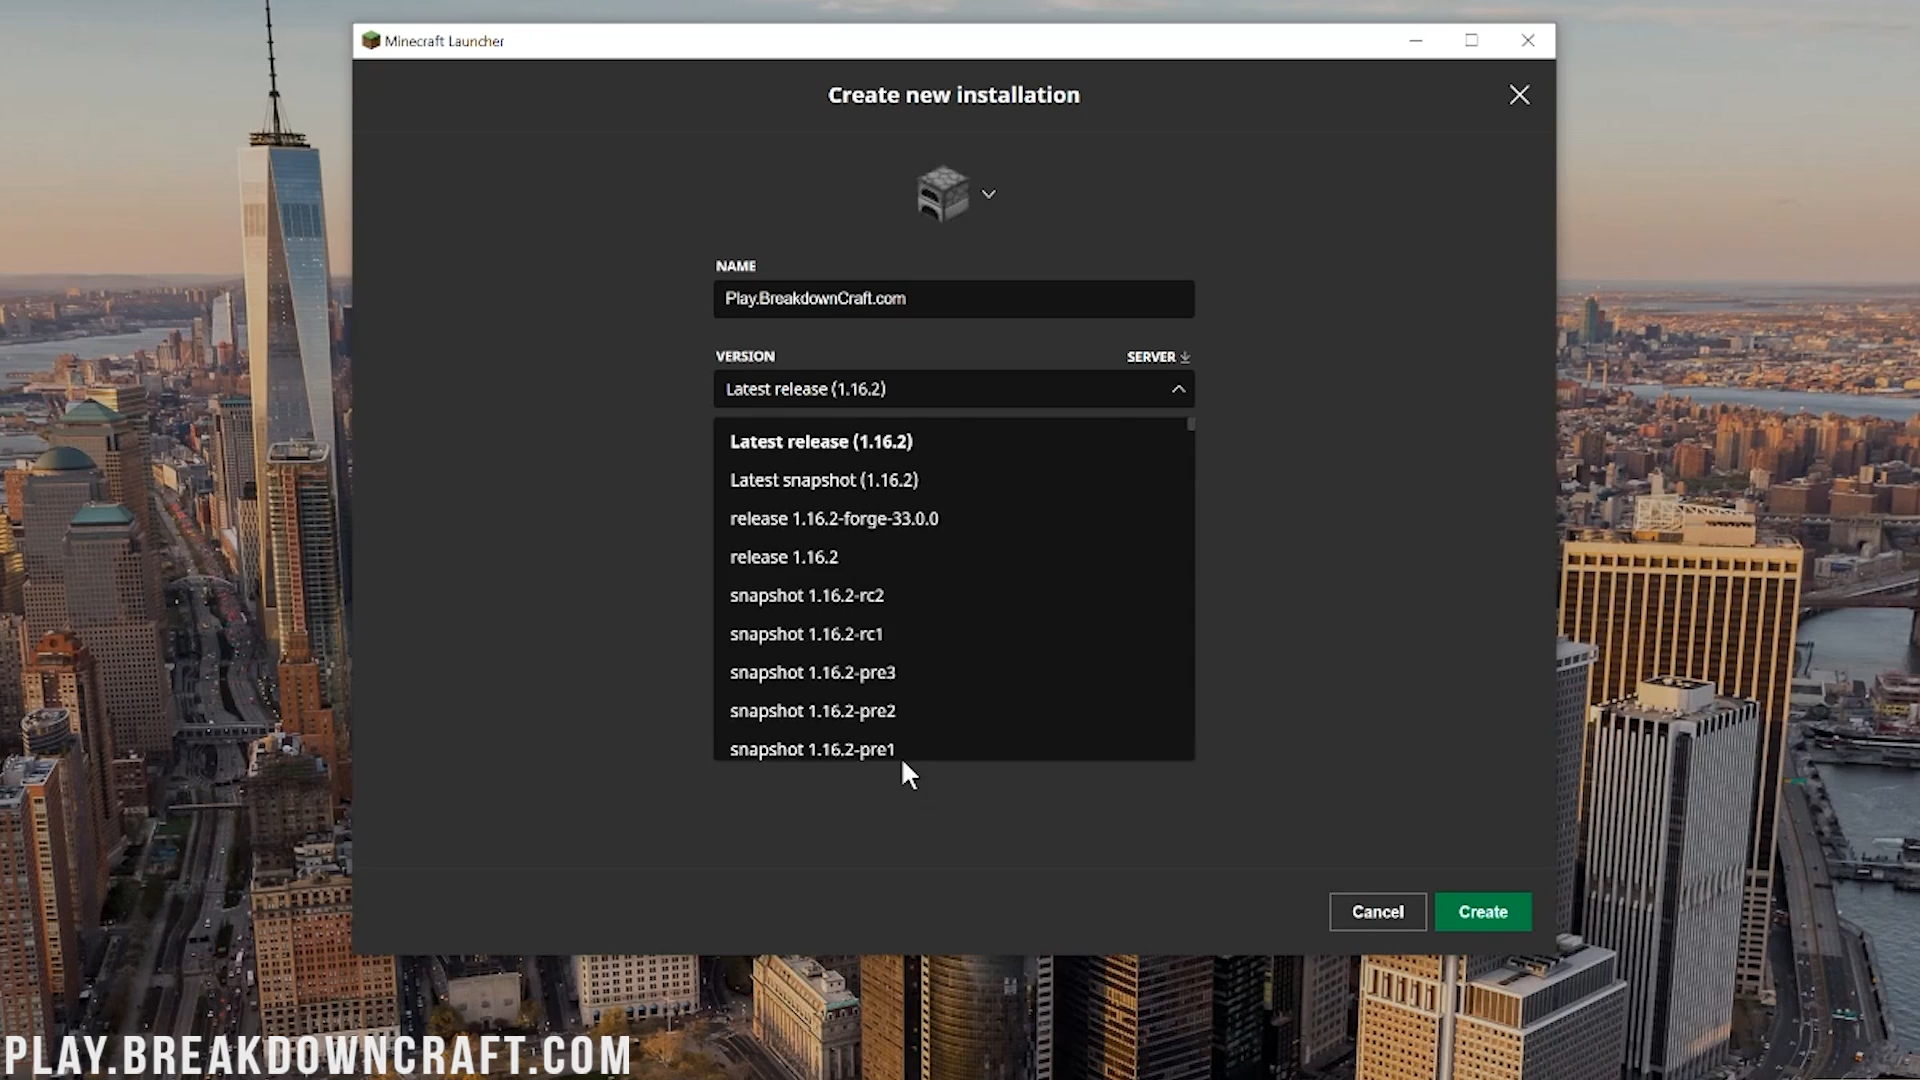 Minecraft Launcher
Create new installation
NAME
Play.BreakdownCraft.com
VERSION
SERVER
Latest release (1.16.2)
Latest release (1.16.2)
Latest snapshot (1.16.2)
release 1.16.2-forge-33.0.0
release 1.16.2
snapshot 1.16.2-rc2
snapshot 1.16.2-rc1
snapshot 1.16.2-pre3
snapshot 1.16.2-pre2
snapshot 1.16.2-pre1
Cancel
Create
PLAY.BREAKDOWNCRAFT.COM